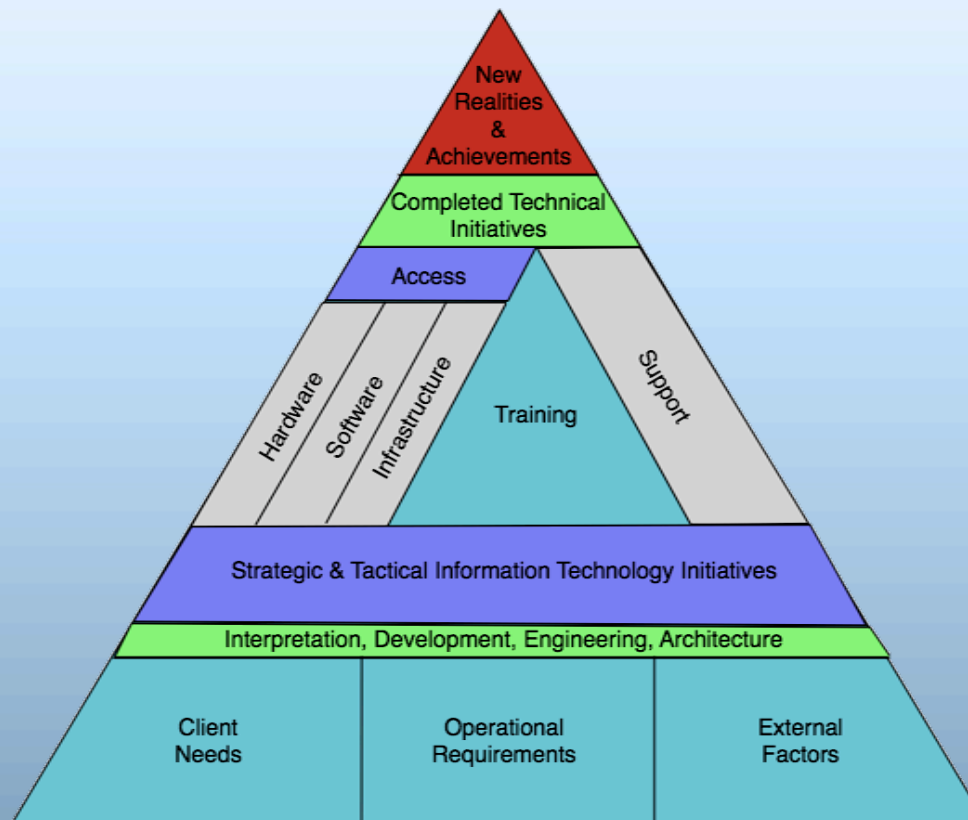 New
Realities
&
Achievements
Completed Technical
Initiatives
Access
Hardware
Software
Infrastructure
Training
Support
Strategic & Tactical Information Technology Initiatives
Interpretation, Development, Engineering, Architecture
Client
Needs
Operational
Requirements
External
Factors